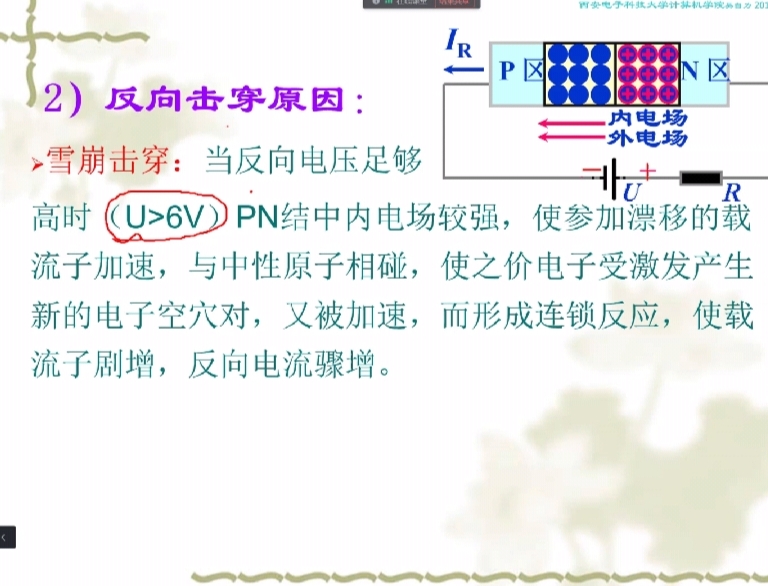 西安电子科技大学计算机学院
I_R
P 区
N 区
2）反向击穿原因：
内电场
外电场
➢雪崩击穿：当反向电压足够
− +
U R
高时（U>6V）PN结中内电场较强，使参加漂移的载
流子加速，与中性原子相碰，使之价电子受激发产生
新的电子空穴对，又被加速，而形成连锁反应，使载
流子剧增，反向电流骤增。